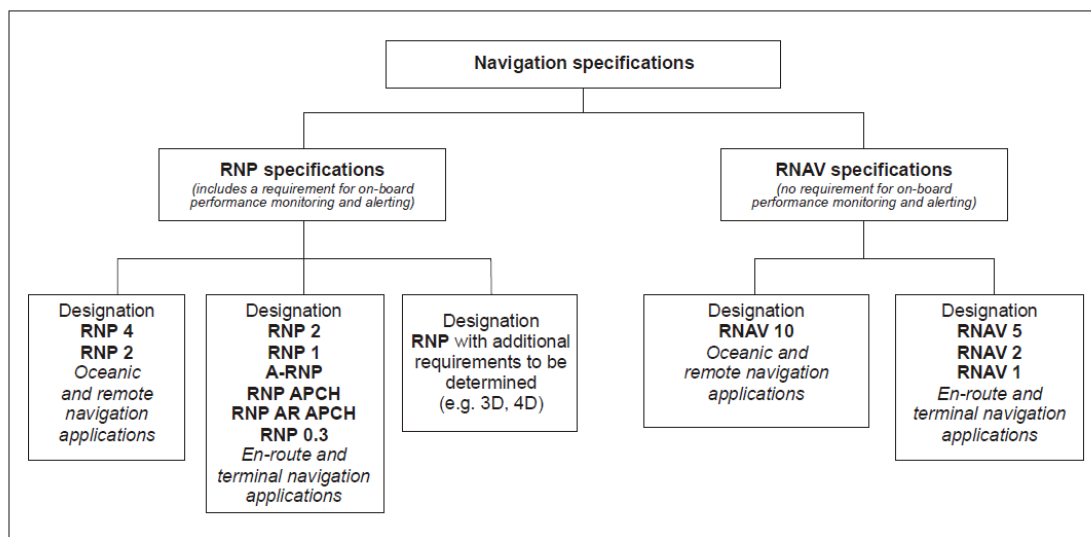 Navigation specifications
RNP specifications
(includes a requirement for on-board
performance monitoring and alerting)
RNAV specifications
(no requirement for on-board
performance monitoring and alerting)
Designation
RNP 4
RNP 2
Oceanic
and remote
navigation
applications
Designation
RNP 2
RNP 1
A-RNP
RNP APCH
RNP AR APCH
RNP 0.3
En-route and
terminal navigation
applications
Designation
RNP with additional
requirements to be
determined
(e.g. 3D, 4D)
Designation
RNAV 10
Oceanic and
remote navigation
applications
Designation
RNAV 5
RNAV 2
RNAV 1
En-route and
terminal navigation
applications